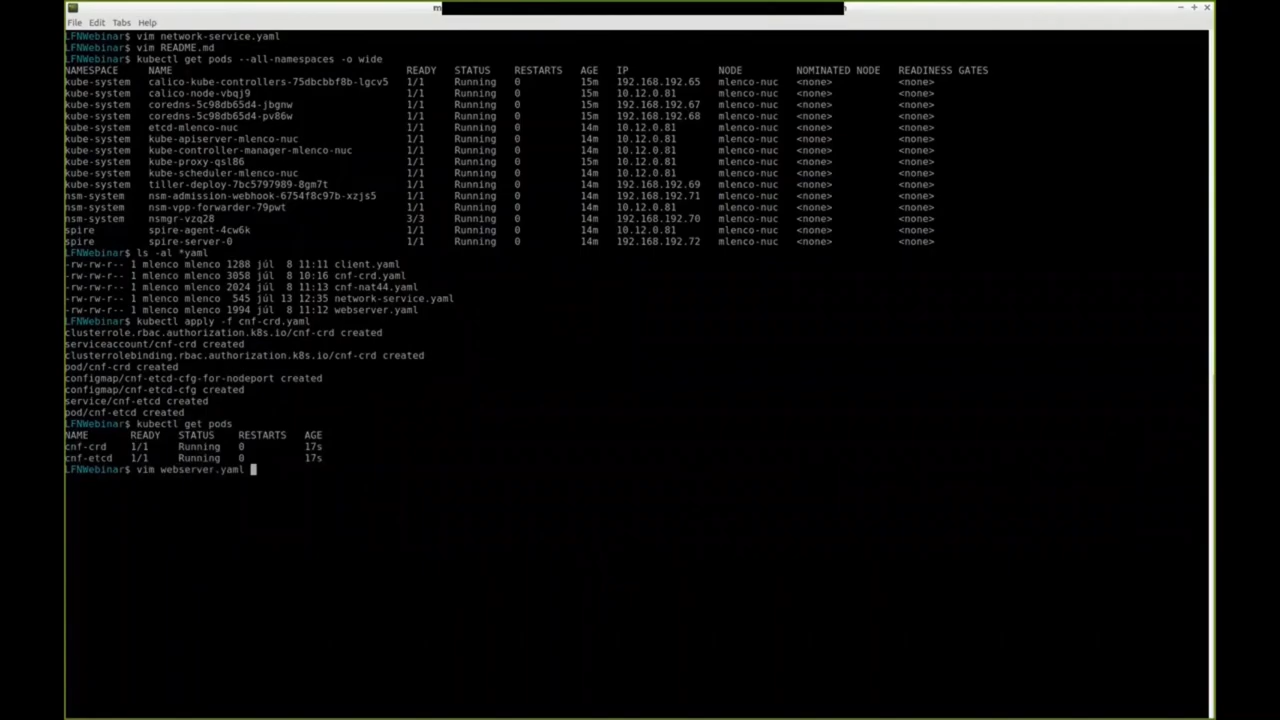 File Edit Tabs Help
LFNWebinar$ vim network-service.yaml
LFNWebinar$ vim README.md
LFNWebinar$ kubectl get pods --all-namespaces -o wide
NAMESPACE NAME READY STATUS RESTARTS AGE IP NODE NOMINATED NODE READINESS GATES
kube-system calico-kube-controllers-75dbcbbf8b-lgcv5 1/1 Running 0 15m 192.168.192.65 mlenco-nuc <none> <none>
kube-system calico-node-vbqj9 1/1 Running 0 15m 10.12.0.81 mlenco-nuc <none> <none>
kube-system coredns-5c98db65d4-jbgnw 1/1 Running 0 15m 192.168.192.67 mlenco-nuc <none> <none>
kube-system coredns-5c98db65d4-pv86w 1/1 Running 0 15m 192.168.192.68 mlenco-nuc <none> <none>
kube-system etcd-mlenco-nuc 1/1 Running 0 14m 10.12.0.81 mlenco-nuc <none> <none>
kube-system kube-apiserver-mlenco-nuc 1/1 Running 0 14m 10.12.0.81 mlenco-nuc <none> <none>
kube-system kube-controller-manager-mlenco-nuc 1/1 Running 0 14m 10.12.0.81 mlenco-nuc <none> <none>
kube-system kube-proxy-qsl86 1/1 Running 0 15m 10.12.0.81 mlenco-nuc <none> <none>
kube-system kube-scheduler-mlenco-nuc 1/1 Running 0 14m 10.12.0.81 mlenco-nuc <none> <none>
kube-system tiller-deploy-7bc5797989-8gm7t 1/1 Running 0 14m 192.168.192.69 mlenco-nuc <none> <none>
nsm-system nsm-admission-webhook-6754f8c97b-xzjs5 1/1 Running 0 14m 192.168.192.71 mlenco-nuc <none> <none>
nsm-system nsm-vpp-forwarder-79pwt 1/1 Running 0 14m 10.12.0.81 mlenco-nuc <none> <none>
nsm-system nsmgr-vzq28 3/3 Running 0 14m 192.168.192.70 mlenco-nuc <none> <none>
spire spire-agent-4cw6k 1/1 Running 0 14m 10.12.0.81 mlenco-nuc <none> <none>
spire spire-server-0 1/1 Running 0 14m 192.168.192.72 mlenco-nuc <none> <none>
LFNWebinar$ ls -al *yaml
-rw-rw-r-- 1 mlenco mlenco 1288 júl 8 11:11 client.yaml
-rw-rw-r-- 1 mlenco mlenco 3058 júl 8 10:16 cnf-crd.yaml
-rw-rw-r-- 1 mlenco mlenco 2024 júl 8 11:13 cnf-nat44.yaml
-rw-rw-r-- 1 mlenco mlenco 545 júl 13 12:35 network-service.yaml
-rw-rw-r-- 1 mlenco mlenco 1994 júl 8 11:12 webserver.yaml
LFNWebinar$ kubectl apply -f cnf-crd.yaml
clusterrole.rbac.authorization.k8s.io/cnf-crd created
serviceaccount/cnf-crd created
clusterrolebinding.rbac.authorization.k8s.io/cnf-crd created
pod/cnf-crd created
configmap/cnf-etcd-cfg-for-nodeport created
configmap/cnf-etcd-cfg created
service/cnf-etcd created
pod/cnf-etcd created
LFNWebinar$ kubectl get pods
NAME READY STATUS RESTARTS AGE
cnf-crd 1/1 Running 0 17s
cnf-etcd 1/1 Running 0 17s
LFNWebinar$ vim webserver.yaml